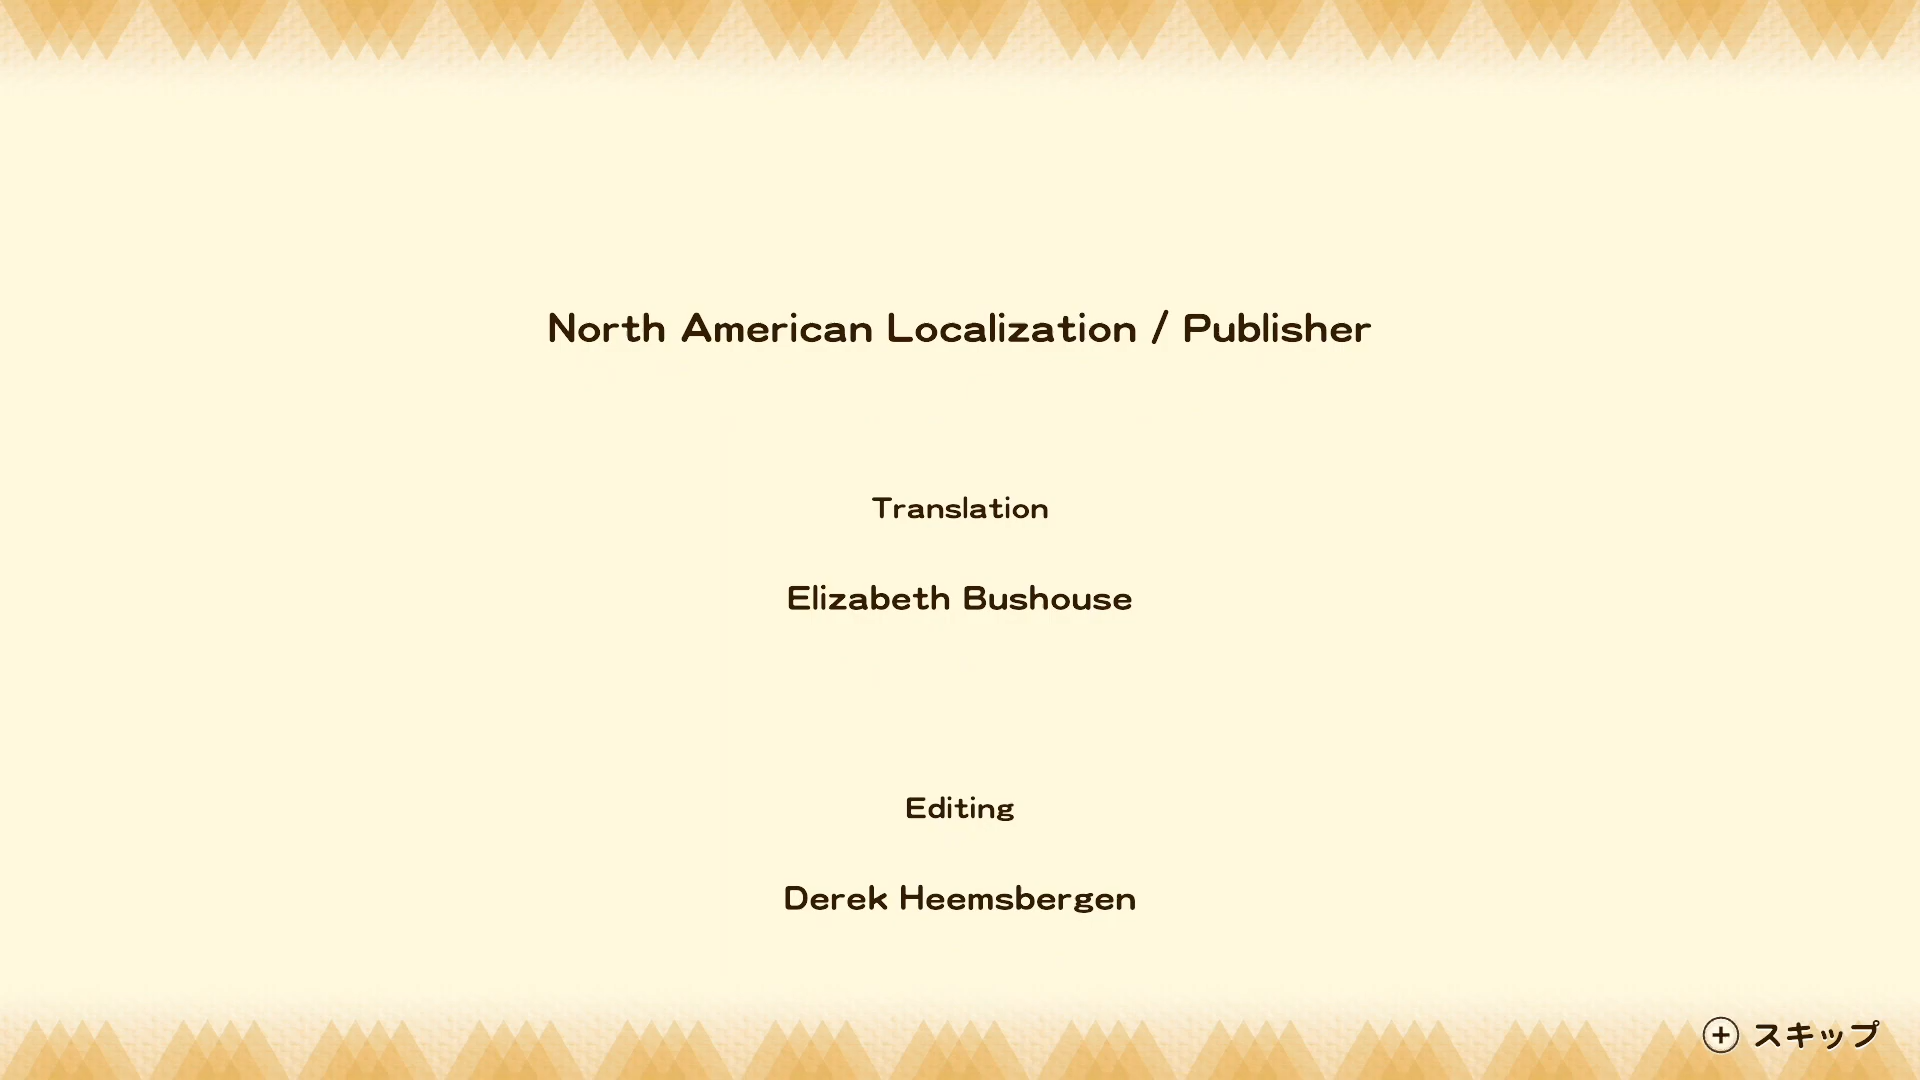 North American Localization / Publisher
Translation
Elizabeth Bushouse
Editing
Derek Heemsbergen
+ スキップ